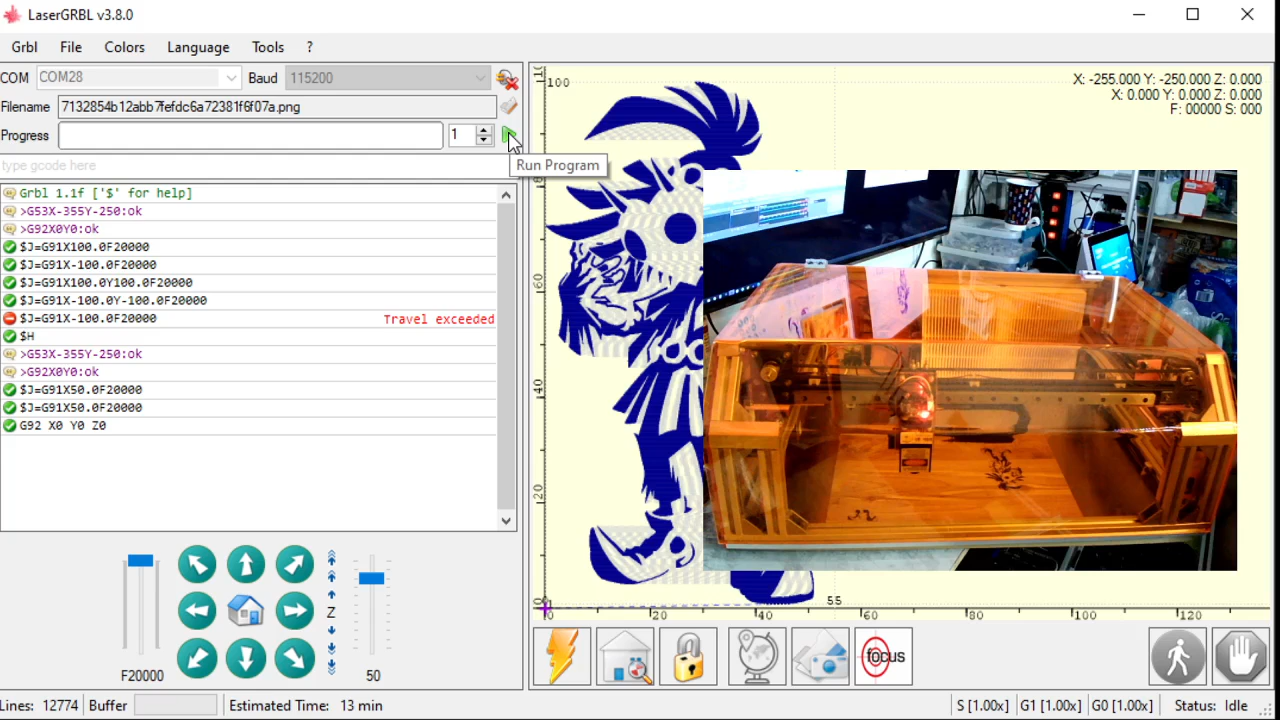 LaserGRBL v3.8.0
Grbl File Colors Language Tools ?
COM COM28 Baud 115200
Filename 7132854b12abb7fefdc6a72381f6f07a.png
Progress 1
Run Program
type gcode here
Grbl 1.1f ['$' for help]
>G53X-355Y-250:ok
>G92X0Y0:ok
$J=G91X100.0F20000
$J=G91X-100.0F20000
$J=G91X100.0Y100.0F20000
$J=G91X-100.0Y-100.0F20000
$J=G91X-100.0F20000 Travel exceeded
$H
>G53X-355Y-250:ok
>G92X0Y0:ok
$J=G91X50.0F20000
$J=G91X50.0F20000
G92 X0 Y0 Z0
F20000
Z
50
X: -255.000 Y: -250.000 Z: 0.000
X: 0.000 Y: 0.000 Z: 0.000
F: 00000 S: 000
100
60
40
20
0 20 40 55 60 80 100 120
focus
Lines: 12774 Buffer Estimated Time: 13 min S [1.00x] G1 [1.00x] G0 [1.00x] Status: Idle